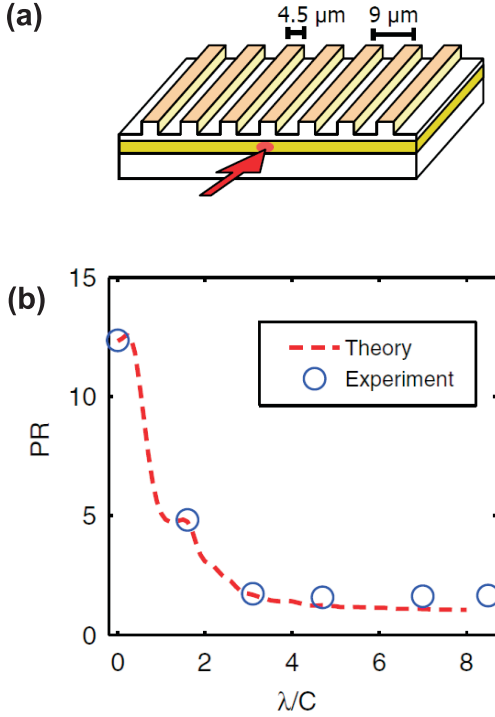 (a)
4.5 μm
9 μm
(b)
15
10
5
0
PR
Theory
Experiment
0
2
4
6
8
λ/C